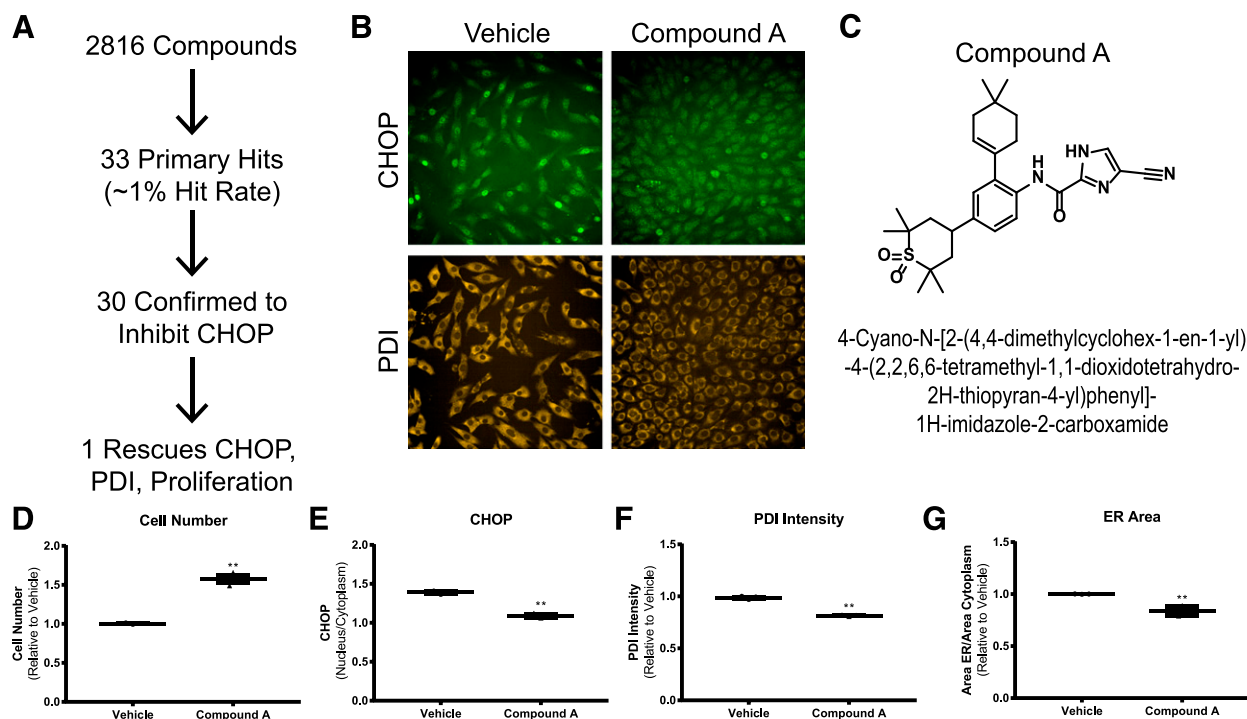 A
2816 Compounds
33 Primary Hits
(~1% Hit Rate)
30 Confirmed to
Inhibit CHOP
1 Rescues CHOP,
PDI, Proliferation
B
Vehicle
Compound A
CHOP
PDI
C
Compound A
H
N
O
HN
N
N
S
O
O
4-Cyano-N-[2-(4,4-dimethylcyclohex-1-en-1-yl)
-4-(2,2,6,6-tetramethyl-1,1-dioxidotetrahydro-
2H-thiopyran-4-yl)phenyl]-
1H-imidazole-2-carboxamide
D
Cell Number
Cell Number
(Relative to Vehicle)
2.0
1.5
1.0
0.5
0.0
**
Vehicle
Compound A
E
CHOP
CHOP
(Nucleus/Cytoplasm)
2.0
1.5
1.0
0.5
0.0
**
Vehicle
Compound A
F
PDI Intensity
PDI Intensity
(Relative to Vehicle)
1.5
1.0
0.5
0.0
**
Vehicle
Compound A
G
ER Area
Area ER/Area Cytoplasm
(Relative to Vehicle)
1.5
1.0
0.5
0.0
**
Vehicle
Compound A